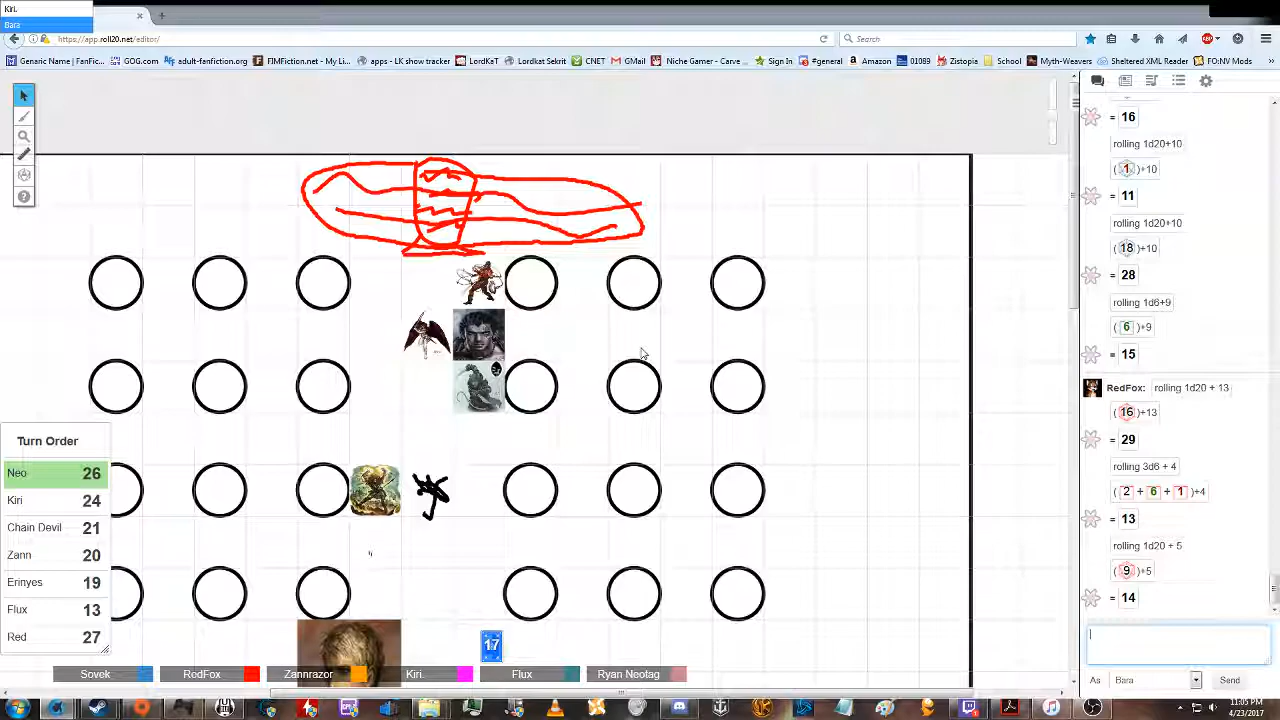 Kiri.
Bara
https://app.roll20.net/editor/
Search
Generic FanFic...
GOG.com
adult-fanfiction.org
FIMFiction.net - My Li...
apps - LK show tracker
LordKaT
Lordkat Sekrit
CNET
GMail
Niche Gamer - Carve ...
Sign In
#general
Amazon
01089
Zistopia
School
Myth-Weavers
Sheltered XML Reader
FO:NV Mods
= 16
rolling 1d20+10
(1)+10
= 11
rolling 1d20+10
(18)+10
= 28
rolling 1d6+9
(6)+9
= 15
RedFox: rolling 1d20 + 13
(16)+13
= 29
rolling 3d6 + 4
(2 + 6 + 1)+4
= 13
rolling 1d20 + 5
(9)+5
= 14
Turn Order
Neo 26
Kiri 24
Chain Devil 21
Zann 20
Erinyes 19
Flux 13
Red 27
17
Sovek
RedFox
Zannrazor
Kiri.
Flux
Ryan Neotag
As
Bara
Send
11:05 PM
4/23/2017